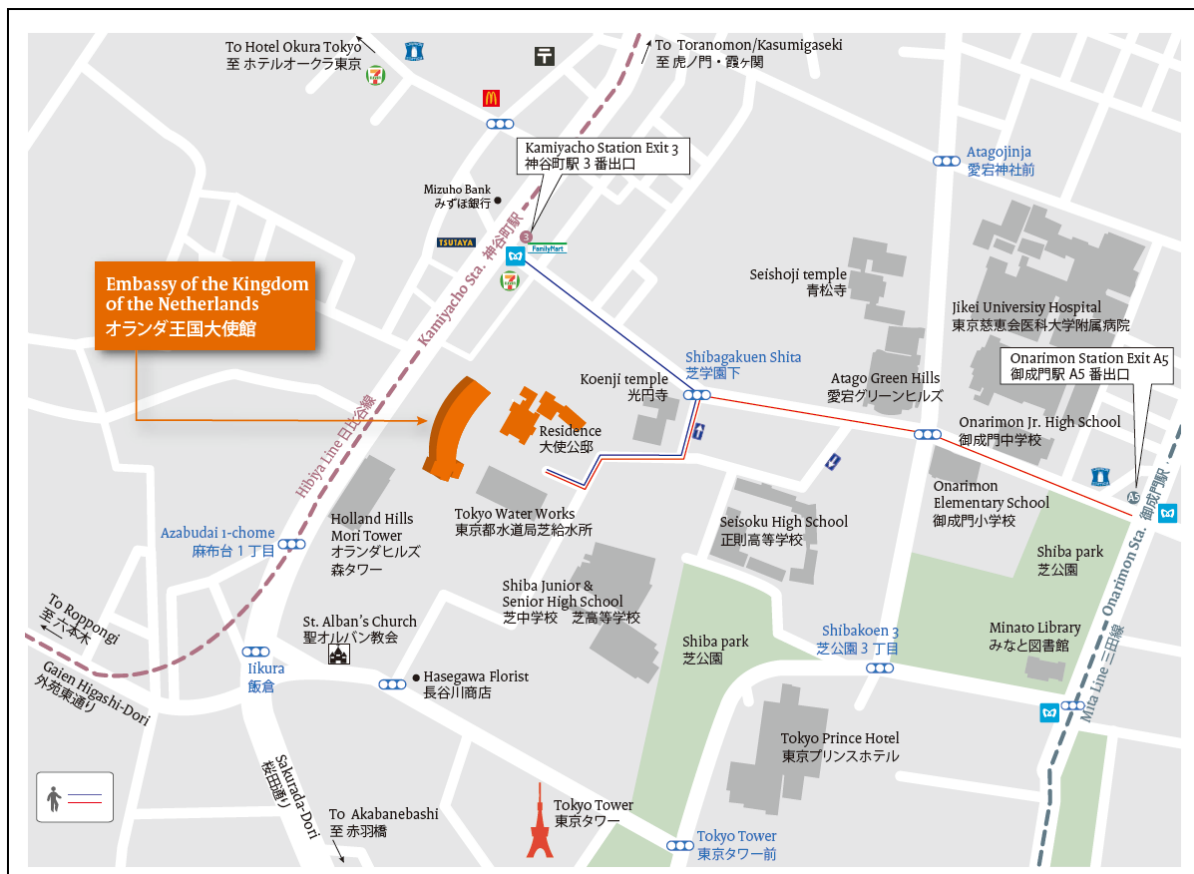 To Hotel Okura Tokyo
至 ホテルオークラ東京
To Toranomon/Kasumigaseki
至 虎ノ門・霞ヶ関
Kamiyacho Station Exit 3
神谷町駅 3 番出口
Atagojinja
愛宕神社前
Mizuho Bank
みずほ銀行
3
TSUTAYA
FamilyMart
7
7
Hibiya Line 日比谷線
Kamiyacho Sta. 神谷町駅
Embassy of the Kingdom
of the Netherlands
オランダ王国大使館
Seishoji temple
青松寺
Jikei University Hospital
東京慈恵会医科大学附属病院
Onarimon Station Exit A5
御成門駅 A5 番出口
Shibagakuen Shita
芝学園下
Koenji temple
光円寺
Atago Green Hills
愛宕グリーンヒルズ
Residence
大使公邸
Onarimon Jr. High School
御成門中学校
A5
Tokyo Water Works
東京都水道局芝給水所
Onarimon
Elementary School
御成門小学校
Holland Hills
Mori Tower
オランダヒルズ
森タワー
Seisoku High School
正則高等学校
Azabudai 1-chome
麻布台 1 丁目
Shiba park
芝公園
Mita Line 三田線
Onarimon Sta. 御成門駅
Shiba Junior &
Senior High School
芝中学校 芝高等学校
To Roppongi
至 六本木
St. Alban's Church
聖オルバン教会
Shiba park
芝公園
Shibakoen 3
芝公園 3 丁目
Minato Library
みなと図書館
Gaien Higashi-Dori
外苑東通り
Iikura
飯倉
Hasegawa Florist
長谷川商店
Tokyo Prince Hotel
東京プリンスホテル
Sakurada-Dori
桜田通り
To Akabanebashi
至 赤羽橋
Tokyo Tower
東京タワー
Tokyo Tower
東京タワー前